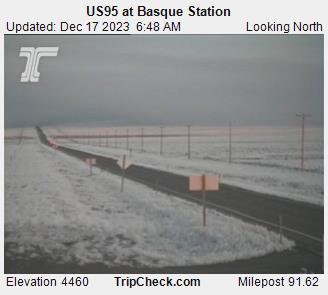 US95 at Basque Station
Updated: Dec 17 2023 6:48 AM Looking North
Elevation 4460 TripCheck.com Milepost 91.62